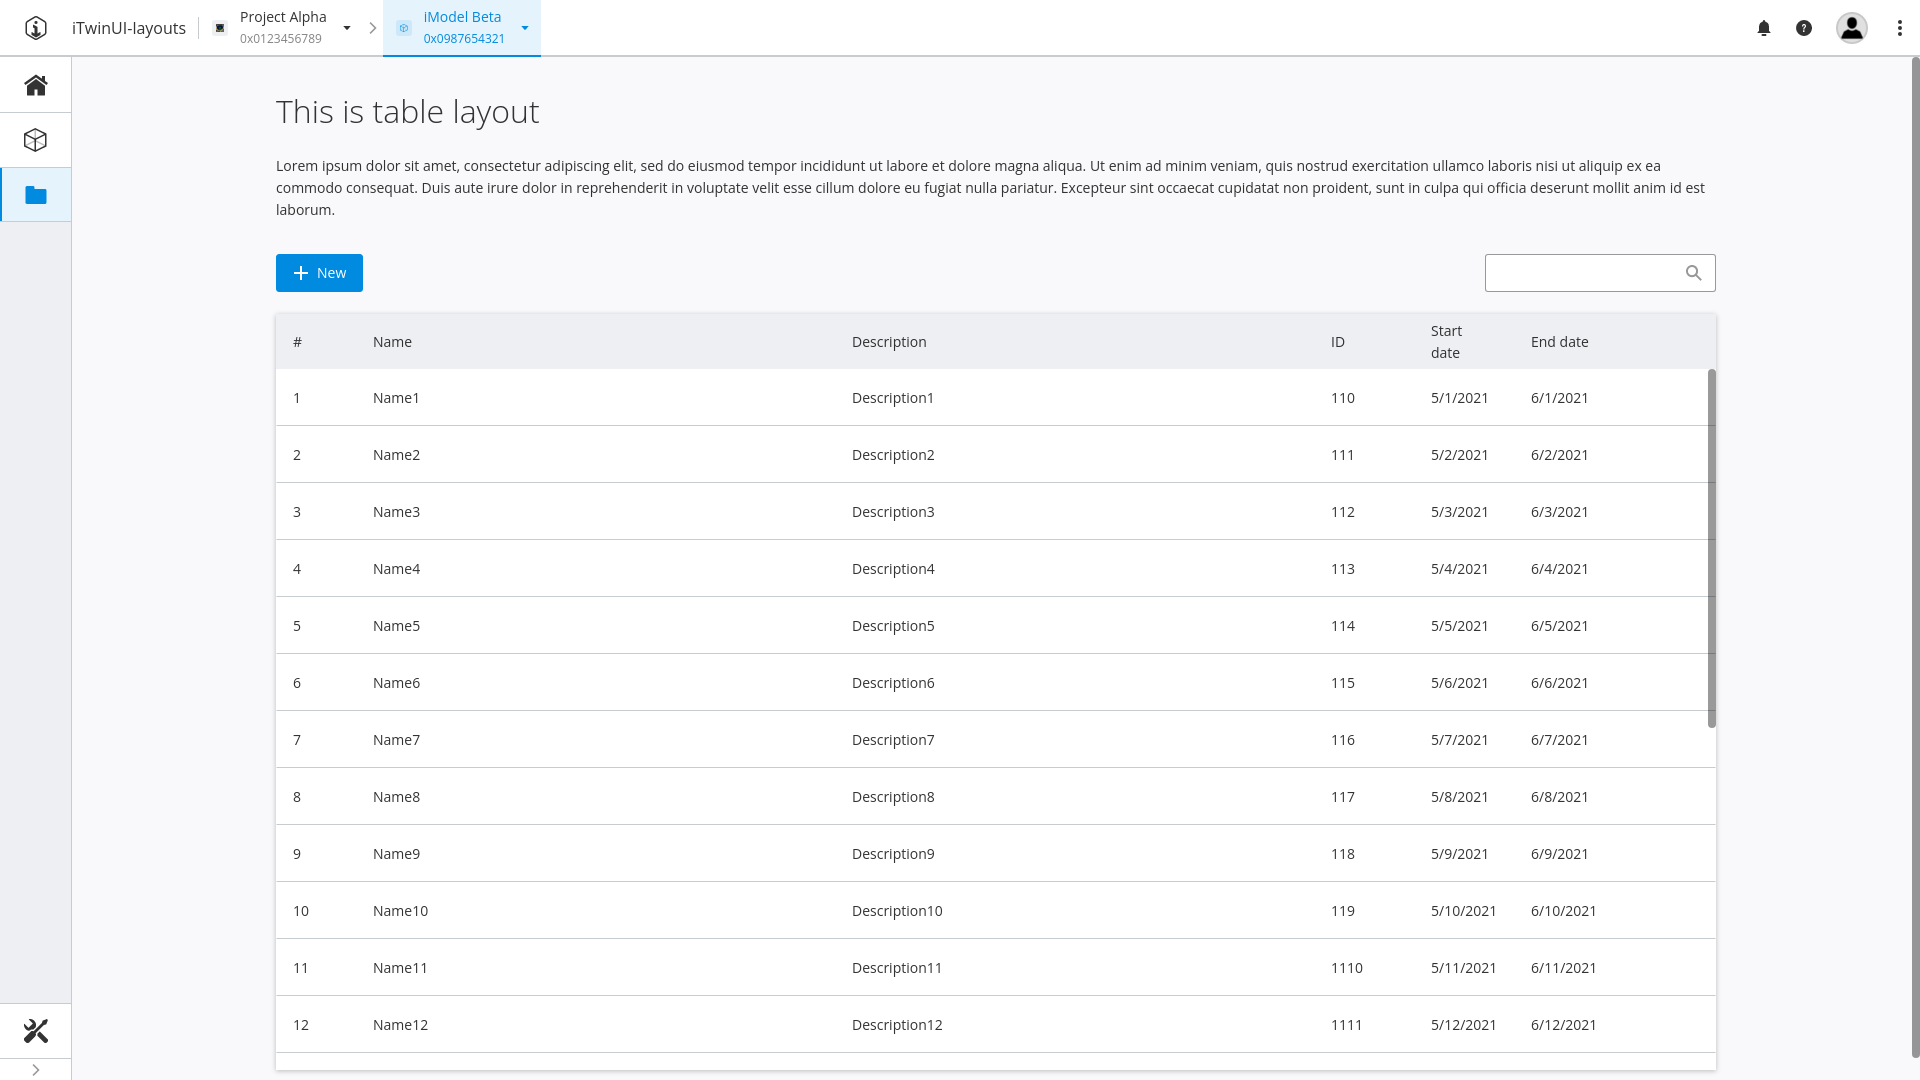 iTwinUI-layouts
Project Alpha
0x0123456789
iModel Beta
0x0987654321
This is table layout
Lorem ipsum dolor sit amet, consectetur adipiscing elit, sed do eiusmod tempor incididunt ut labore et dolore magna aliqua. Ut enim ad minim veniam, quis nostrud exercitation ullamco laboris nisi ut aliquip ex ea
commodo consequat. Duis aute irure dolor in reprehenderit in voluptate velit esse cillum dolore eu fugiat nulla pariatur. Excepteur sint occaecat cupidatat non proident, sunt in culpa qui officia deserunt mollit anim id est
laborum.
New
# Name Description ID Start date End date
1 Name1 Description1 110 5/1/2021 6/1/2021
2 Name2 Description2 111 5/2/2021 6/2/2021
3 Name3 Description3 112 5/3/2021 6/3/2021
4 Name4 Description4 113 5/4/2021 6/4/2021
5 Name5 Description5 114 5/5/2021 6/5/2021
6 Name6 Description6 115 5/6/2021 6/6/2021
7 Name7 Description7 116 5/7/2021 6/7/2021
8 Name8 Description8 117 5/8/2021 6/8/2021
9 Name9 Description9 118 5/9/2021 6/9/2021
10 Name10 Description10 119 5/10/2021 6/10/2021
11 Name11 Description11 1110 5/11/2021 6/11/2021
12 Name12 Description12 1111 5/12/2021 6/12/2021